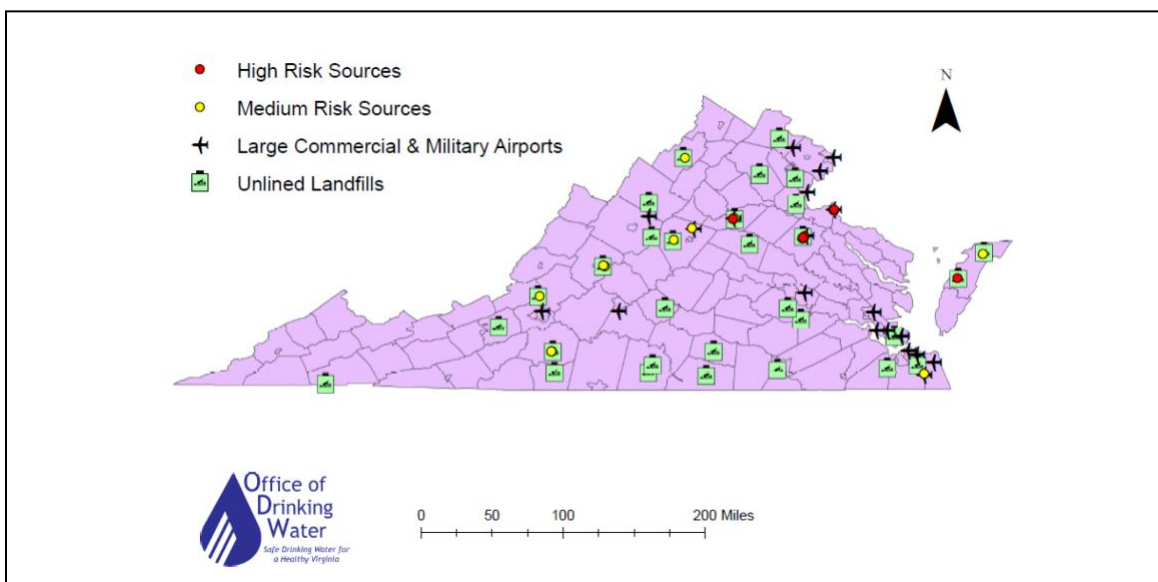 High Risk Sources
Medium Risk Sources
Large Commercial & Military Airports
Unlined Landfills
N
Office of
Drinking
Water
Safe Drinking Water for
a Healthy Virginia
0 50 100 200 Miles